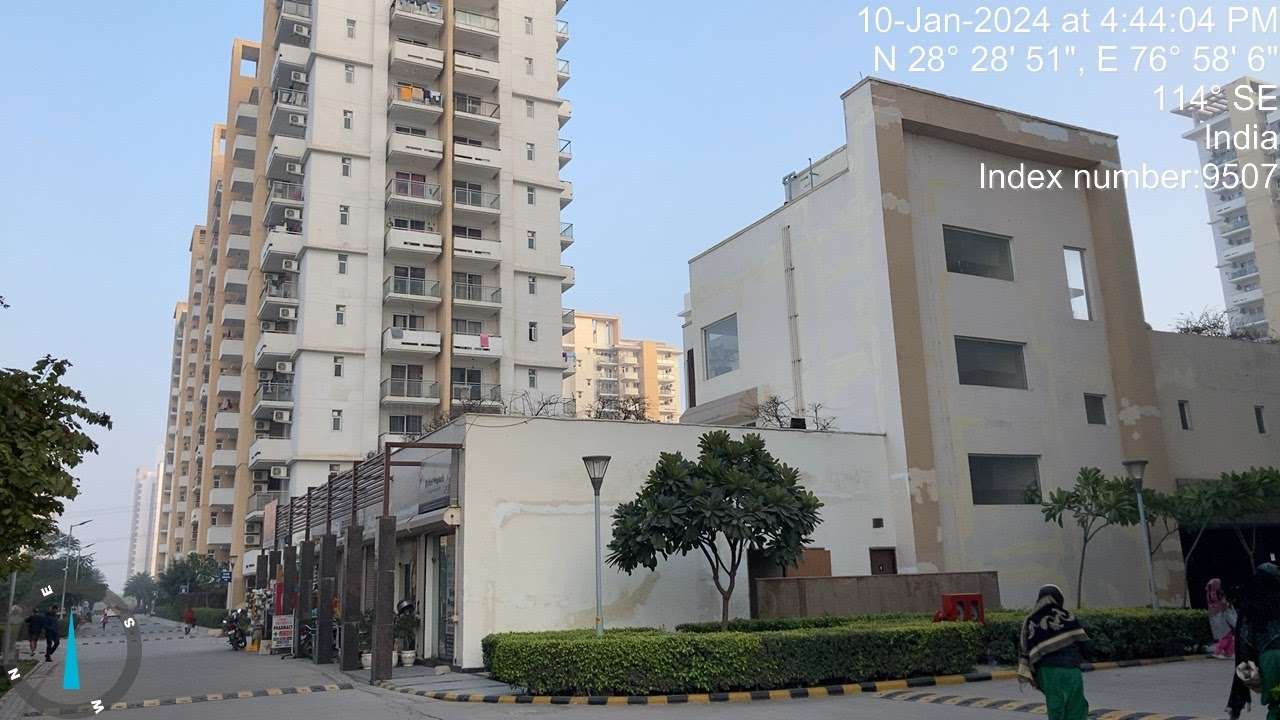 10-Jan-2024 at 4:44:04 PM
N 28° 28' 51", E 76° 58' 6"
114° SE
India
Index number:9507
PHARMACY
E
S
N
W